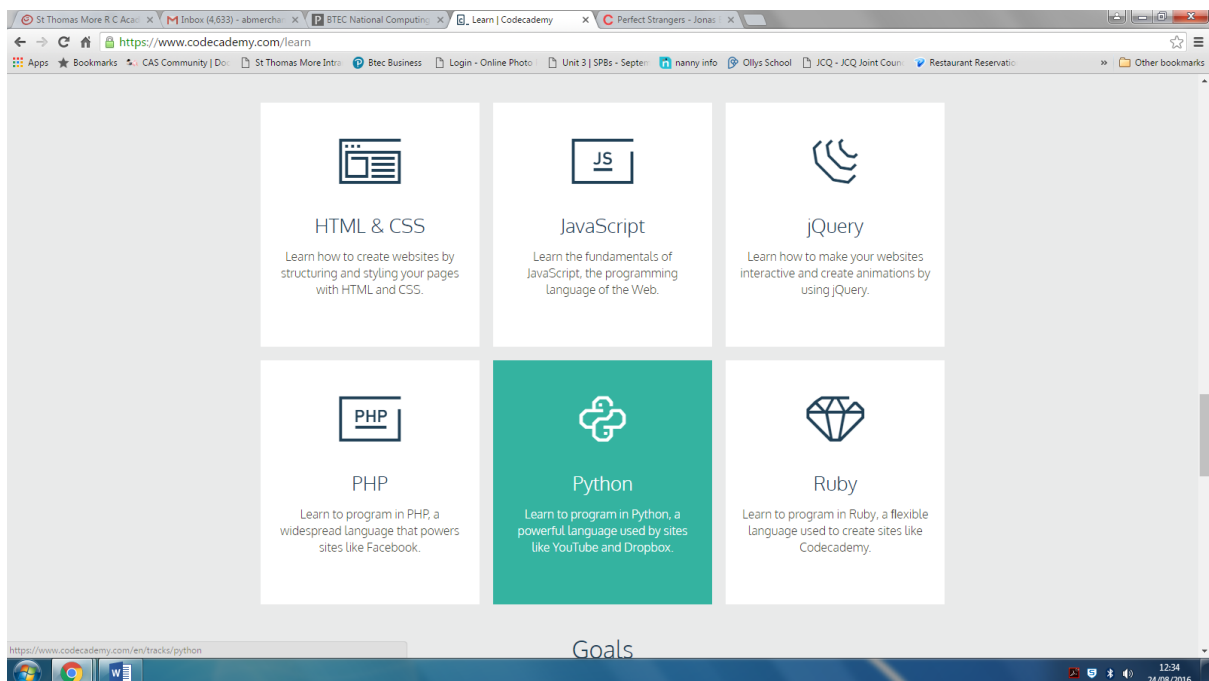 St Thomas More R C Acad
Inbox (4,633) - abmerchan
BTEC National Computing
Learn | Codecademy
Perfect Strangers - Jonas
https://www.codecademy.com/learn
Apps
Bookmarks
CAS Community | Doc
St Thomas More Intra
Btec Business
Login - Online Photo
Unit 3 | SPBs - Septem
nanny info
Ollys School
JCQ - JCQ Joint Coun
Restaurant Reservatio
»
Other bookmarks
JS
HTML & CSS
Learn how to create websites by
structuring and styling your pages
with HTML and CSS.
JavaScript
Learn the fundamentals of
JavaScript, the programming
language of the Web.
jQuery
Learn how to make your websites
interactive and create animations by
using jQuery.
PHP
PHP
Learn to program in PHP, a
widespread language that powers
sites like Facebook.
Python
Learn to program in Python, a
powerful language used by sites
like YouTube and Dropbox.
Ruby
Learn to program in Ruby, a flexible
language used to create sites like
Codecademy.
Goals
https://www.codecademy.com/en/tracks/python
12:34
24/08/2016